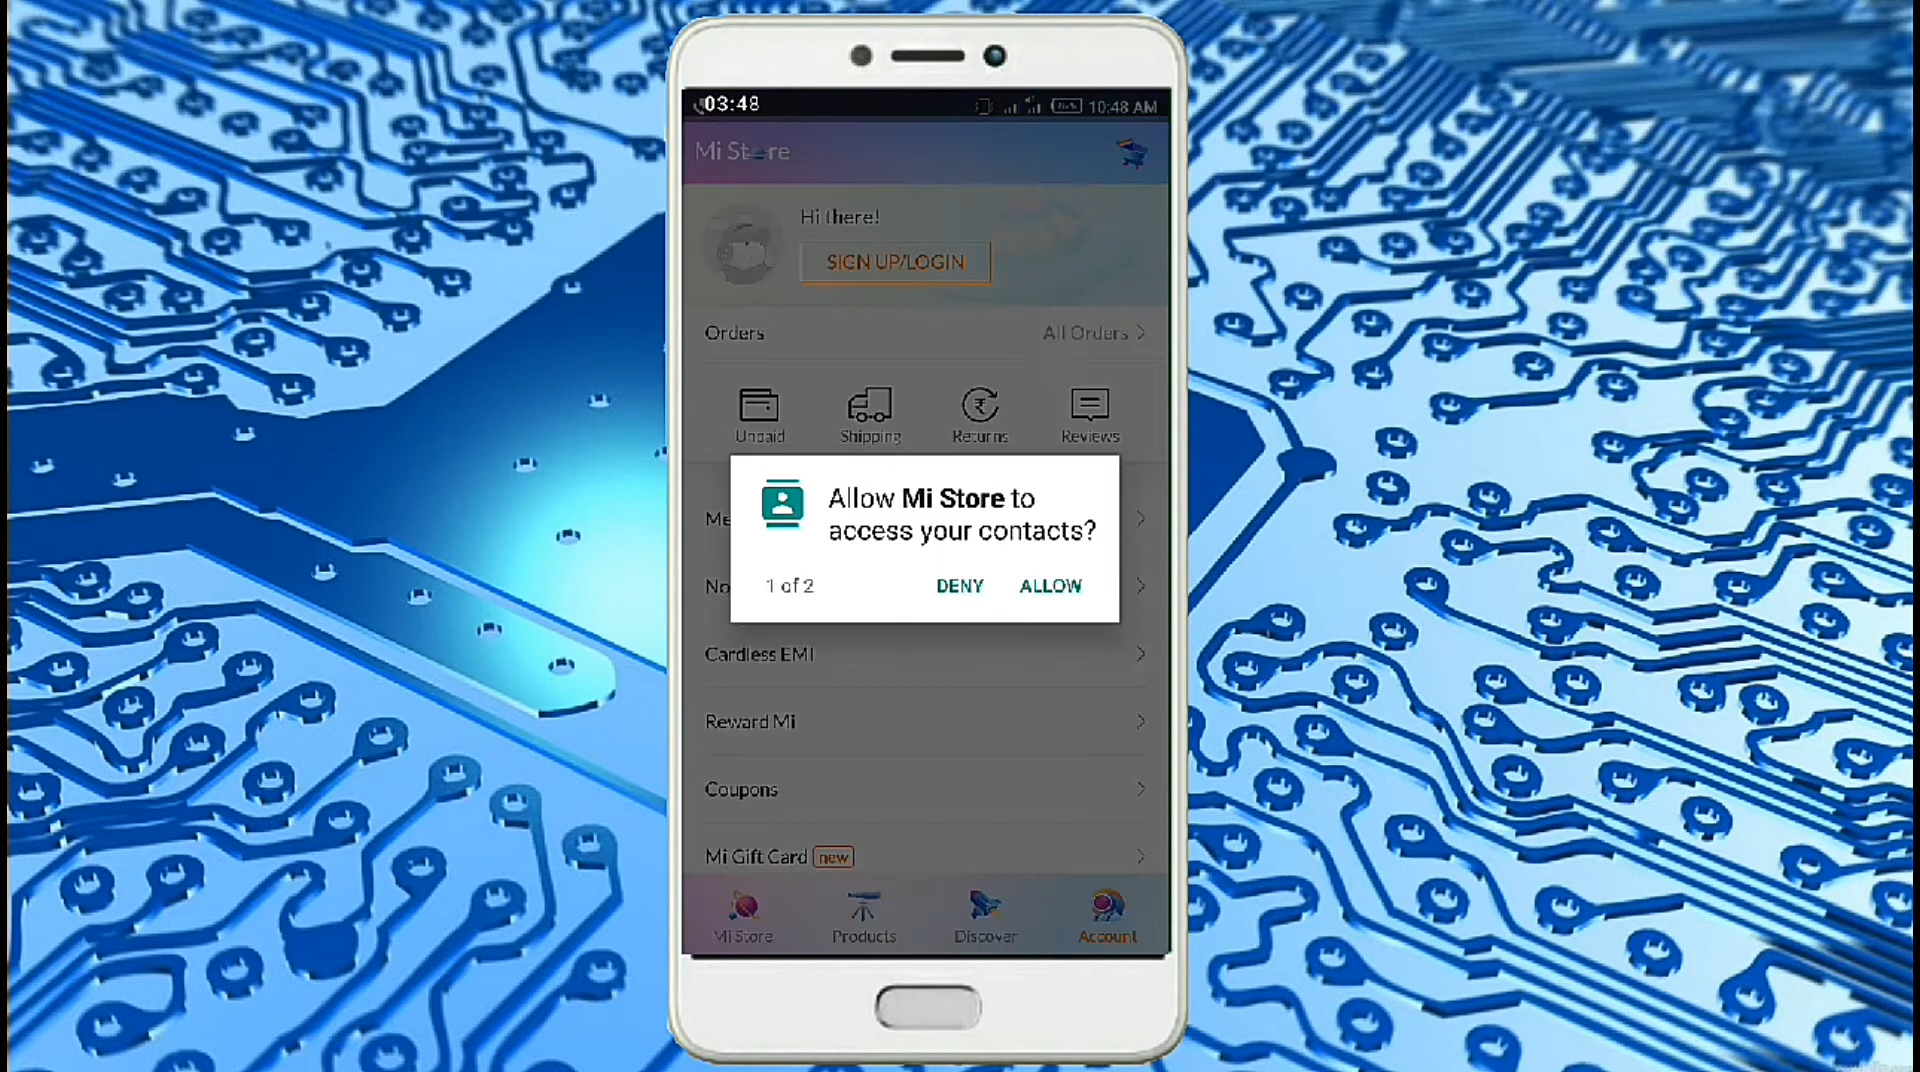 03:48
10:48 AM
Mi Store
Hi there!
SIGN UP/LOGIN
Orders
All Orders
Unpaid
Shipping
Returns
Reviews
Me
Allow Mi Store to
access your contacts?
No
1 of 2
DENY
ALLOW
Cardless EMI
Reward Mi
Coupons
Mi Gift Card new
Mi Store
Products
Discover
Account